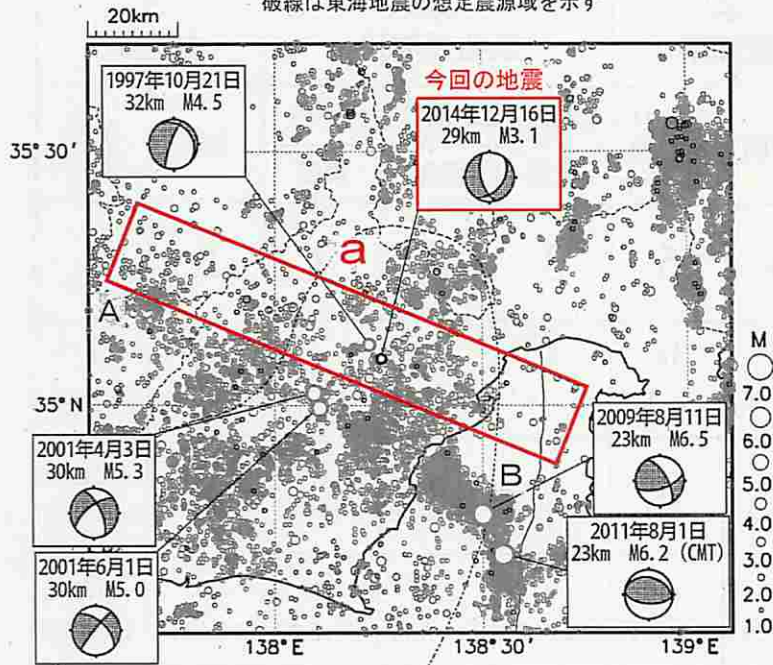 破線は東海地震の想定震源域を示す
20km
1997年10月21日
32km M4.5
今回の地震
2014年12月16日
29km M3.1
35°30′
a
A
M
7.0
6.0
5.0
4.0
3.0
2.0
1.0
35°N
2001年4月3日
30km M5.3
B
2009年8月11日
23km M6.5
2011年8月1日
23km M6.2 (CMT)
2001年6月1日
30km M5.0
138°E
138°30′
139°E